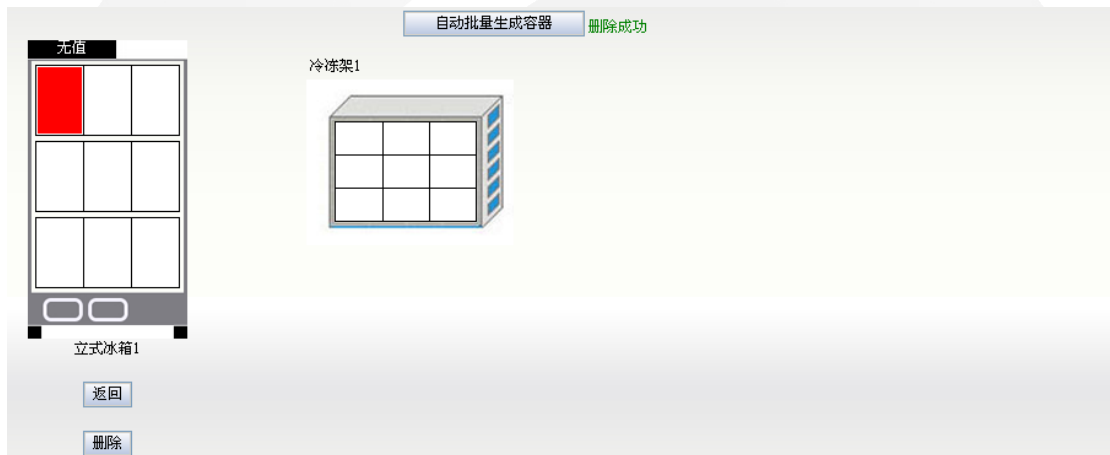 自动批量生成容器 删除成功
无值
冷冻架1
立式冰箱1
返回
删除